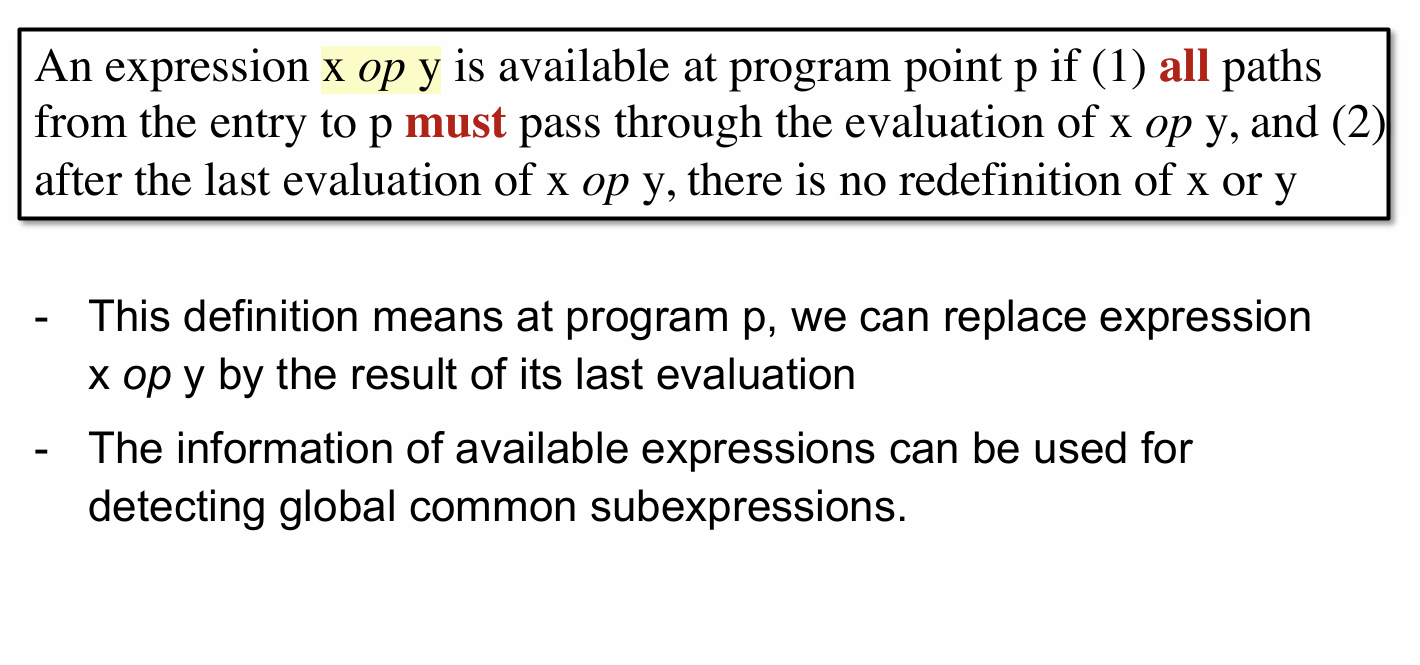 An expression x op y is available at program point p if (1) all paths
from the entry to p must pass through the evaluation of x op y, and (2)
after the last evaluation of x op y, there is no redefinition of x or y
- This definition means at program p, we can replace expression
x op y by the result of its last evaluation
- The information of available expressions can be used for
detecting global common subexpressions.